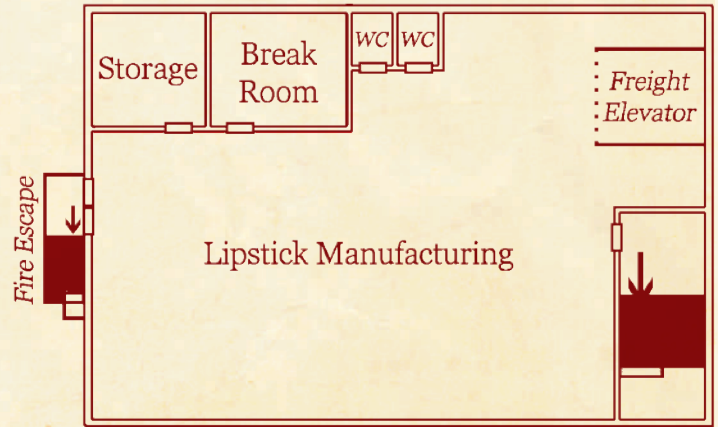 Storage
Break
Room
WC
WC
Freight
Elevator
Fire Escape
Lipstick Manufacturing